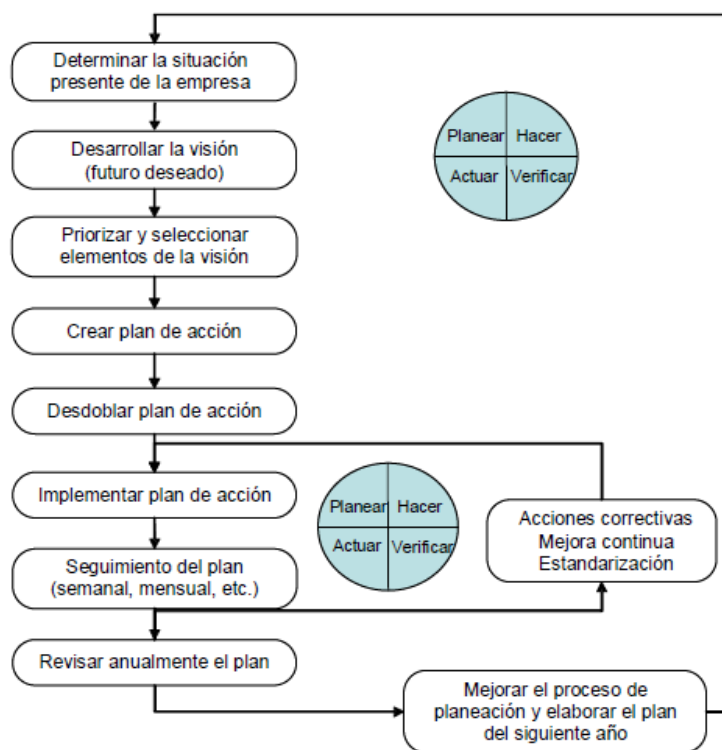 Determinar la situación
presente de la empresa
Planear Hacer
Actuar Verificar
Desarrollar la visión
(futuro deseado)
Priorizar y seleccionar
elementos de la visión
Crear plan de acción
Desdoblar plan de acción
Implementar plan de acción
Planear Hacer
Actuar Verificar
Acciones correctivas
Mejora continua
Estandarización
Seguimiento del plan
(semanal, mensual, etc.)
Revisar anualmente el plan
Mejorar el proceso de
planeación y elaborar el plan
del siguiente año